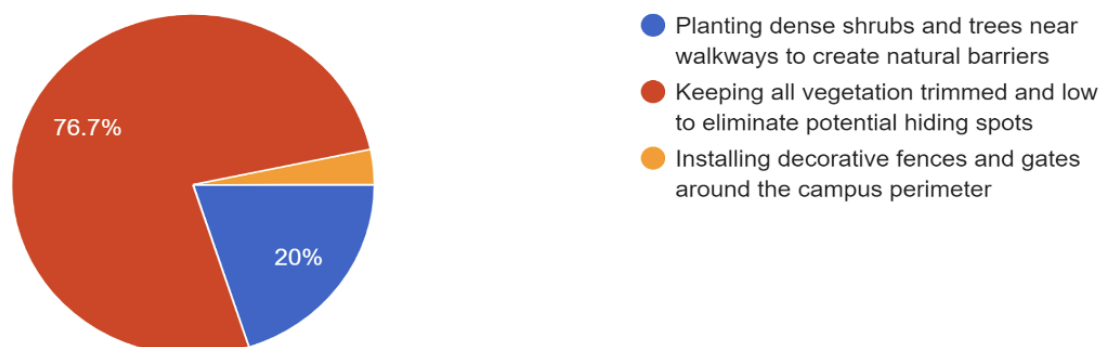 76.7%
20%
Planting dense shrubs and trees near
walkways to create natural barriers
Keeping all vegetation trimmed and low
to eliminate potential hiding spots
Installing decorative fences and gates
around the campus perimeter